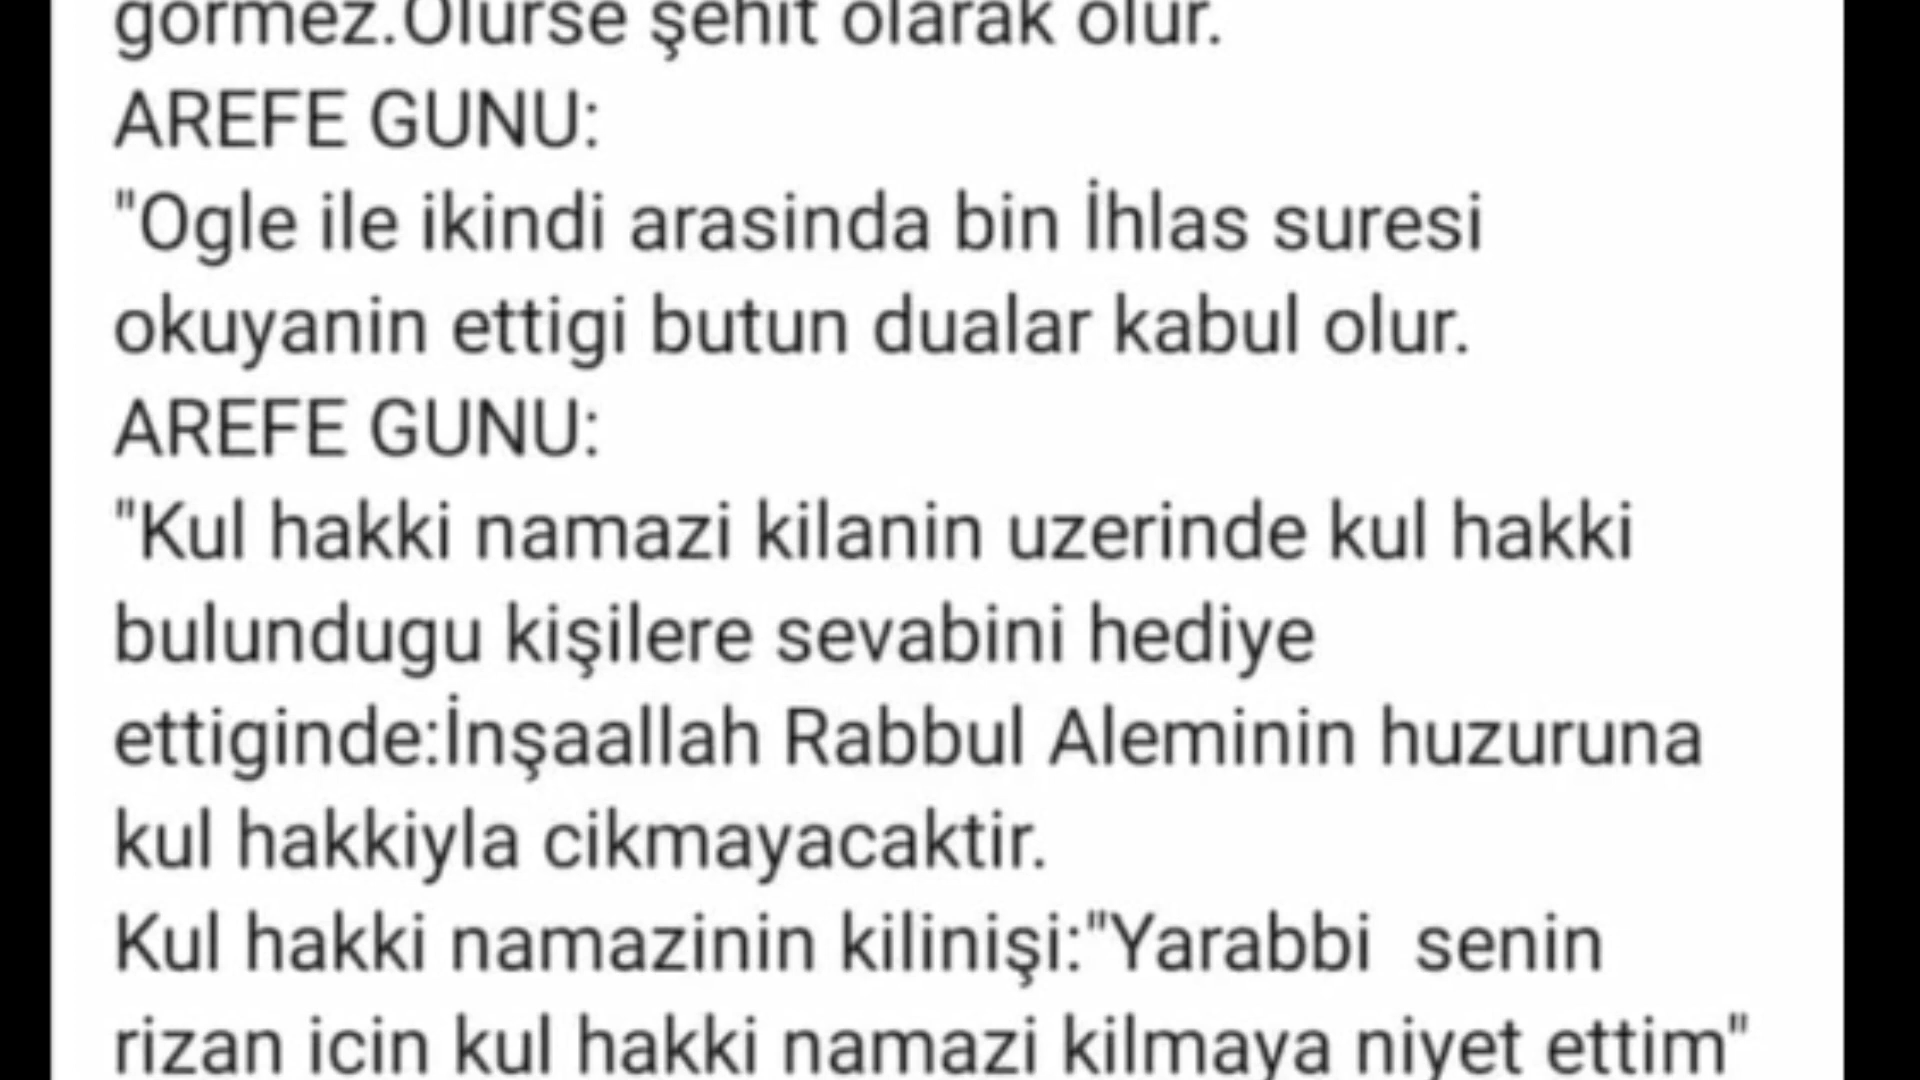 gormez.Olurse şehit olarak olur.
AREFE GUNU:
"Ogle ile ikindi arasinda bin İhlas suresi
okuyanin ettigi butun dualar kabul olur.
AREFE GUNU:
"Kul hakki namazi kilanin uzerinde kul hakki
bulundugu kişilere sevabini hediye
ettiginde:İnşaallah Rabbul Aleminin huzuruna
kul hakkiyla cikmayacaktir.
Kul hakki namazinin kilinişi:"Yarabbi  senin
rizan icin kul hakki namazi kilmaya niyet ettim"